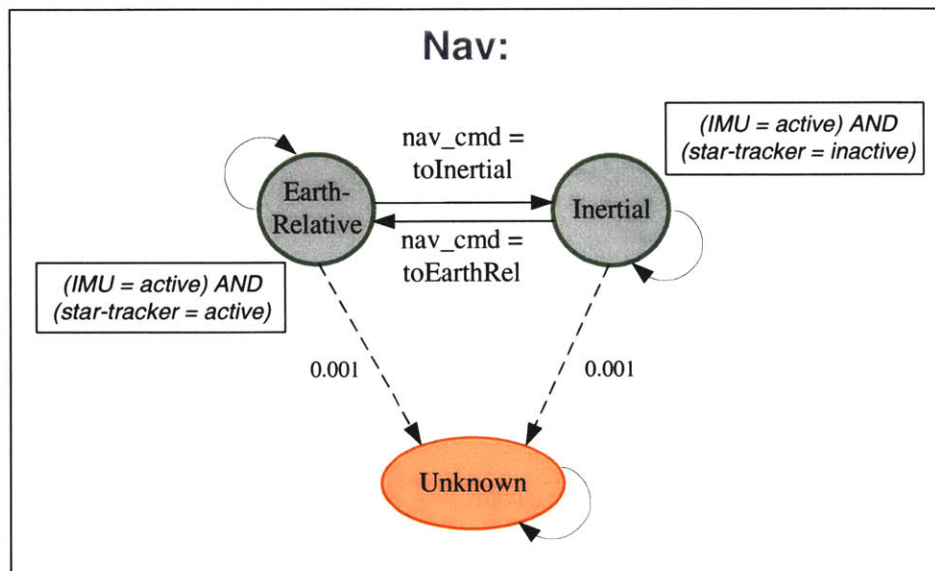 Nav:
nav_cmd =
toInertial
(IMU = active) AND
(star-tracker = inactive)
Earth-
Relative
Inertial
nav_cmd =
toEarthRel
(IMU = active) AND
(star-tracker = active)
0.001
0.001
Unknown